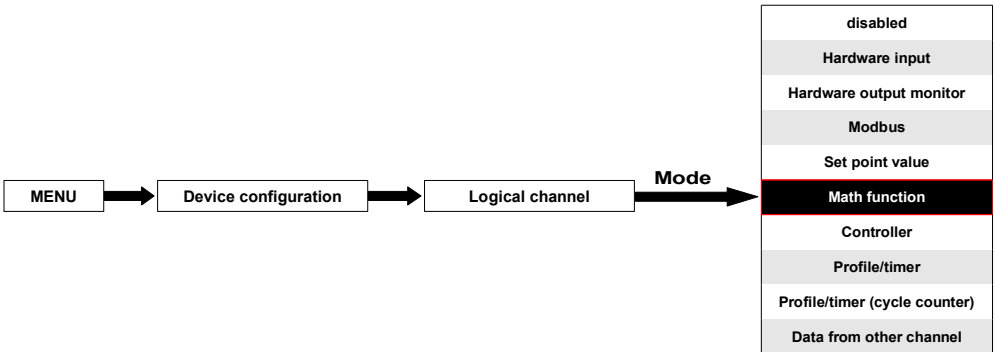 disabled
Hardware input
Hardware output monitor
Modbus
Set point value
MENU
Device configuration
Logical channel
Mode
Math function
Controller
Profile/timer
Profile/timer (cycle counter)
Data from other channel